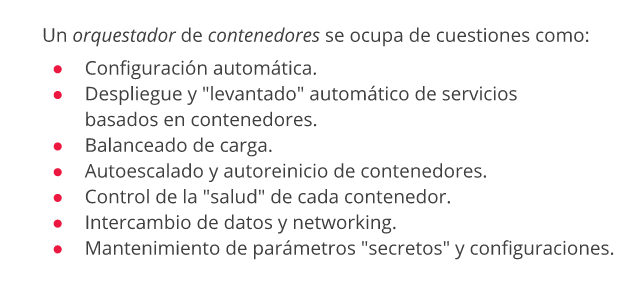 Un orquestador de contenedores se ocupa de cuestiones como:
● Configuración automática.
● Despliegue y "levantado" automático de servicios
basados en contenedores.
● Balanceado de carga.
● Autoescalado y autoreinicio de contenedores.
● Control de la "salud" de cada contenedor.
● Intercambio de datos y networking.
● Mantenimiento de parámetros "secretos" y configuraciones.